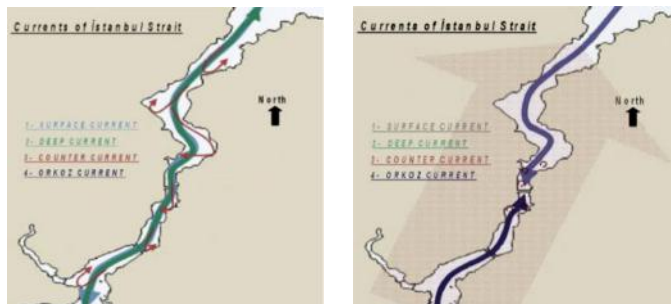 Currents of İstanbul Strait
North
1- SURFACE CURRENT
2- DEEP CURRENT
3- COUNTER CURRENT
4- ORKOZ CURRENT
Currents of İstanbul Strait
North
1- SURFACE CURRENT
2- DEEP CURRENT
3- COUNTER CURRENT
4- ORKOZ CURRENT
?